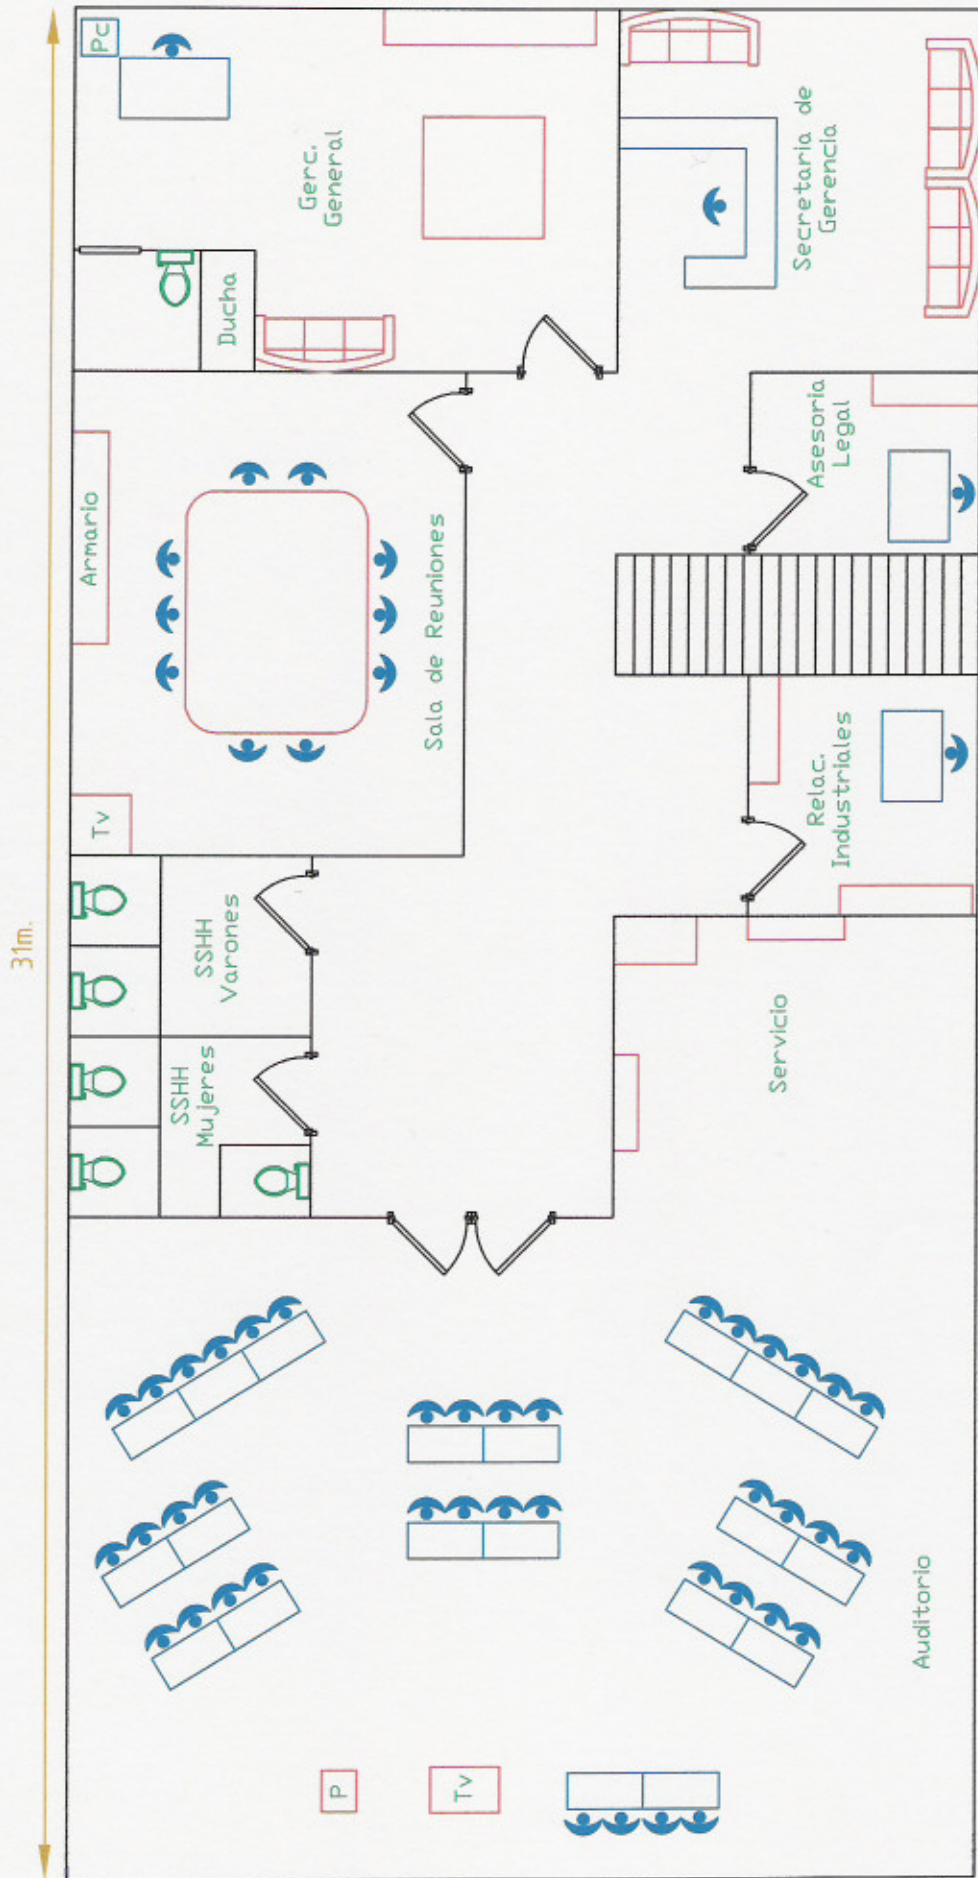 31m.
Pc
Gerc.
General
Ducha
Secretaria de
Gerencia
Armario
Sala de Reuniones
Tv
Asesoria
Legal
Relac.
Industriales
SSHH
Varones
SSHH
Mujeres
Servicio
Auditorio
P
Tv